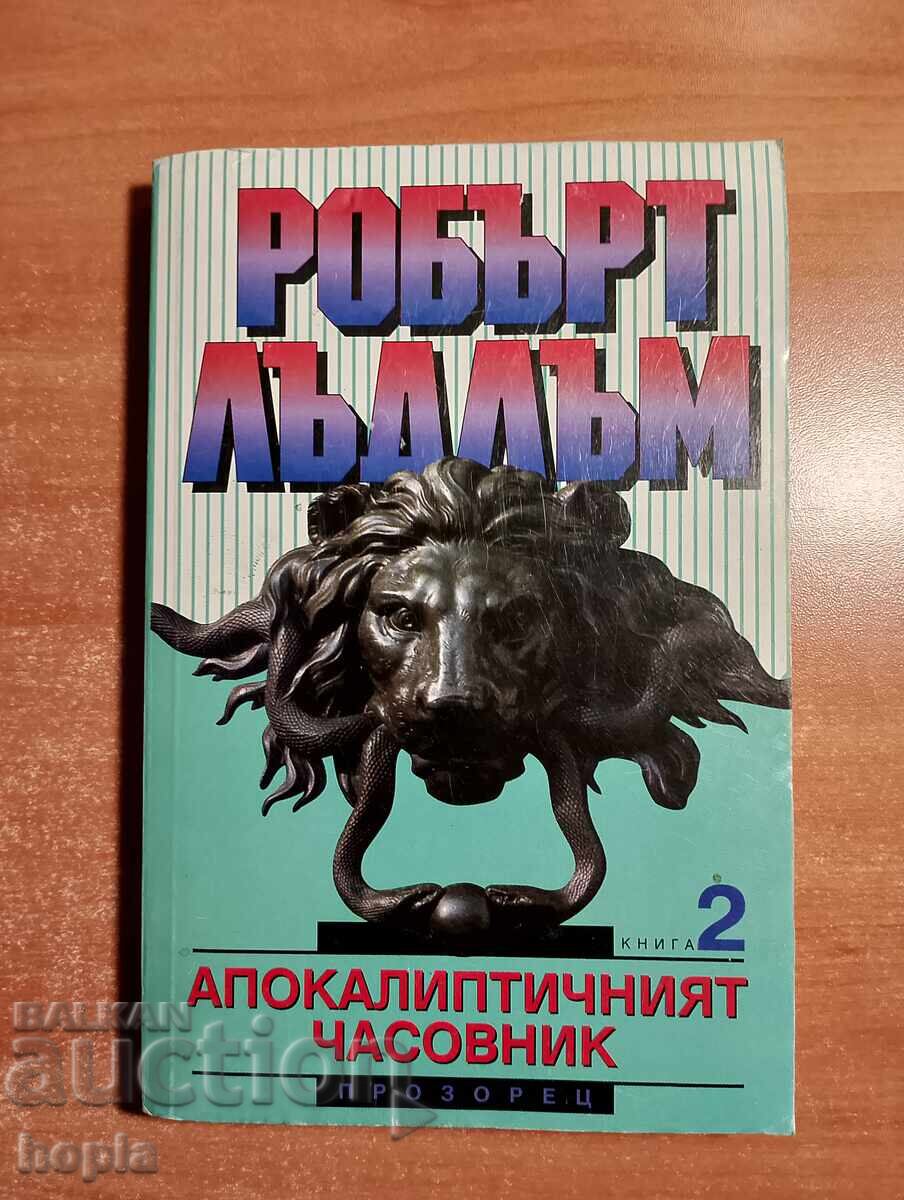 РОБЪРТ
ЛЪДЛЪМ
КНИГА 2
АПОКАЛИПТИЧНИЯТ
ЧАСОВНИК
ПРОЗОРЕЦ
BALKAN
auction
hopla